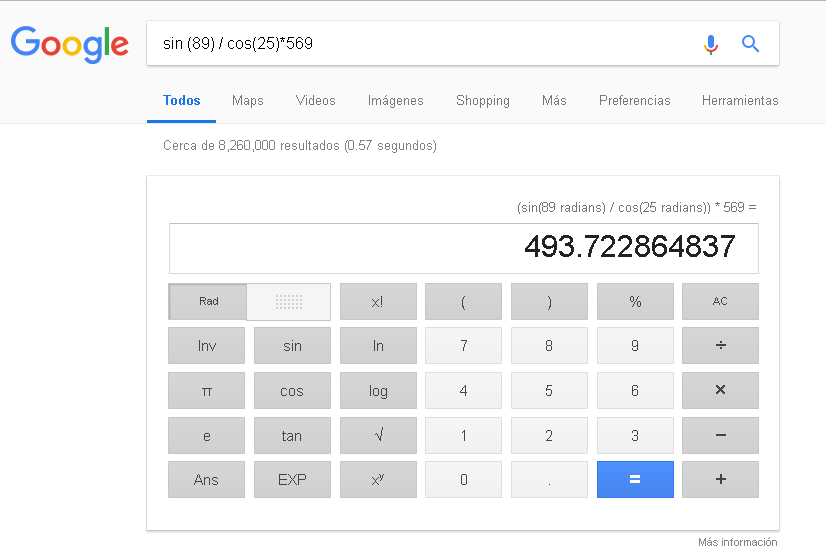 Google sin (89) / cos(25)*569
Todos Maps Videos Imágenes Shopping Más Preferencias Herramientas
Cerca de 8,260,000 resultados (0.57 segundos)
(sin(89 radians) / cos(25 radians)) * 569 =
493.722864837
Rad x! ( ) % AC
Inv sin ln 7 8 9 ÷
π cos log 4 5 6 ×
e tan √ 1 2 3 −
Ans EXP xʸ 0 . = +
Más información